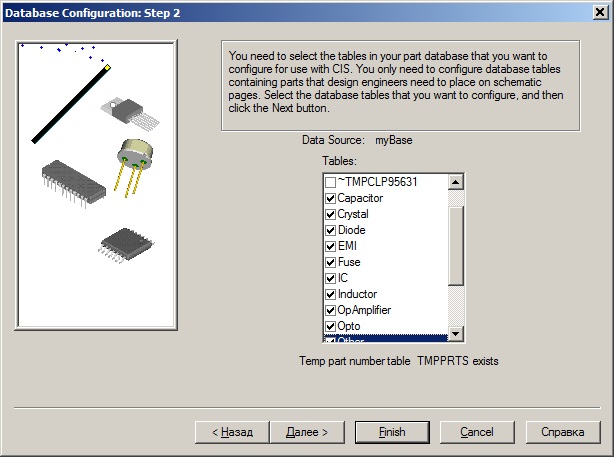 Database Configuration: Step 2
You need to select the tables in your part database that you want to
configure for use with CIS. You only need to configure database tables
containing parts that design engineers need to place on schematic
pages. Select the database tables that you want to configure, and then
click the Next button.
Data Source: myBase
Tables:
~TMPCLP95631
Capacitor
Crystal
Diode
EMI
Fuse
IC
Inductor
OpAmplifier
Opto
Other
Temp part number table TMPPRTS exists
< Назад
Далее >
Finish
Cancel
Справка